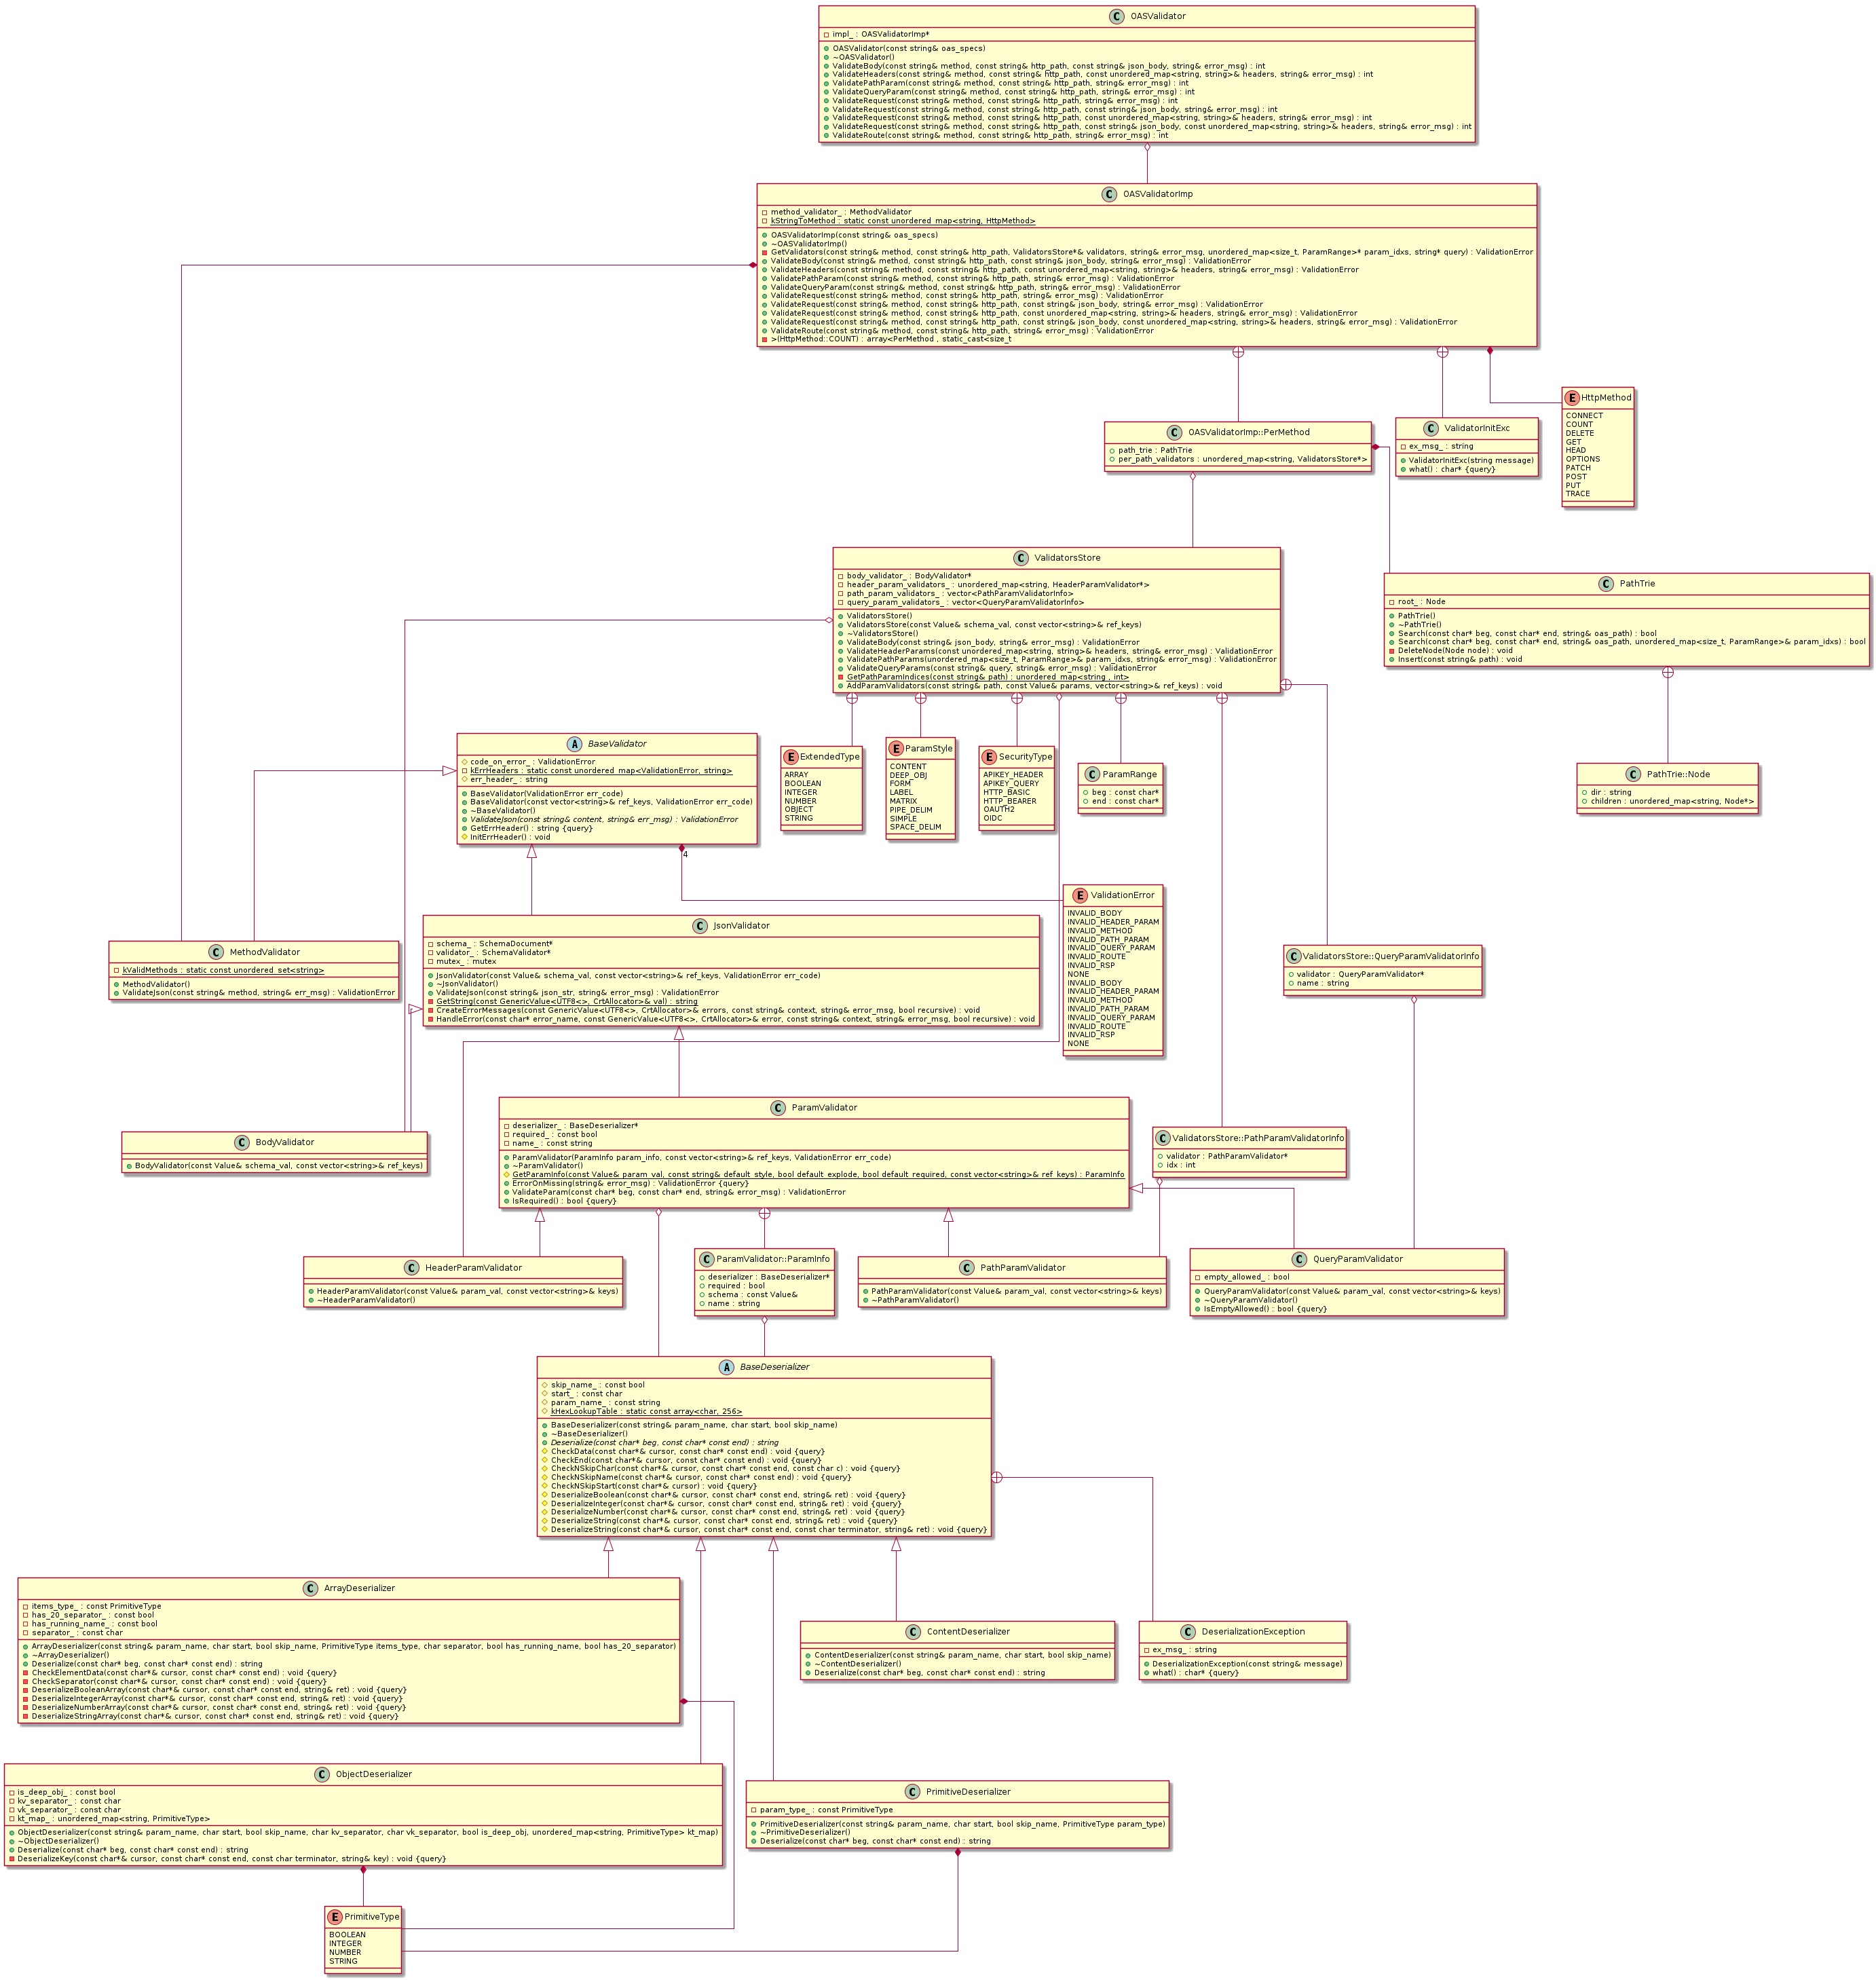 OASValidator
impl_ : OASValidatorImp*
OASValidator(const string& oas_specs)
~OASValidator()
ValidateBody(const string& method, const string& http_path, const string& json_body, string& error_msg) : int
ValidateHeaders(const string& method, const string& http_path, const unordered_map<string, string>& headers, string& error_msg) : int
ValidatePathParam(const string& method, const string& http_path, string& error_msg) : int
ValidateQueryParam(const string& method, const string& http_path, string& error_msg) : int
ValidateRequest(const string& method, const string& http_path, string& error_msg) : int
ValidateRequest(const string& method, const string& http_path, const string& json_body, string& error_msg) : int
ValidateRequest(const string& method, const string& http_path, const unordered_map<string, string>& headers, string& error_msg) : int
ValidateRequest(const string& method, const string& http_path, const string& json_body, const unordered_map<string, string>& headers, string& error_msg) : int
ValidateRoute(const string& method, const string& http_path, string& error_msg) : int
OASValidatorImp
method_validator_ : MethodValidator
kStringToMethod : static const unordered_map<string, HttpMethod>
OASValidatorImp(const string& oas_specs)
~OASValidatorImp()
GetValidators(const string& method, const string& http_path, ValidatorsStore*& validators, string& error_msg, unordered_map<size_t, ParamRange>* param_idxs, string* query) : ValidationError
ValidateBody(const string& method, const string& http_path, const string& json_body, string& error_msg) : ValidationError
ValidateHeaders(const string& method, const string& http_path, const unordered_map<string, string>& headers, string& error_msg) : ValidationError
ValidatePathParam(const string& method, const string& http_path, string& error_msg) : ValidationError
ValidateQueryParam(const string& method, const string& http_path, string& error_msg) : ValidationError
ValidateRequest(const string& method, const string& http_path, string& error_msg) : ValidationError
ValidateRequest(const string& method, const string& http_path, const string& json_body, string& error_msg) : ValidationError
ValidateRequest(const string& method, const string& http_path, const unordered_map<string, string>& headers, string& error_msg) : ValidationError
ValidateRequest(const string& method, const string& http_path, const string& json_body, const unordered_map<string, string>& headers, string& error_msg) : ValidationError
ValidateRoute(const string& method, const string& http_path, string& error_msg) : ValidationError
>(HttpMethod::COUNT) : array<PerMethod , static_cast<size_t
HttpMethod
CONNECT
COUNT
DELETE
GET
HEAD
OPTIONS
PATCH
POST
PUT
TRACE
OASValidatorImp::PerMethod
path_trie : PathTrie
per_path_validators : unordered_map<string, ValidatorsStore*>
ValidatorInitExc
ex_msg_ : string
ValidatorInitExc(string message)
what() : char* {query}
ValidatorsStore
body_validator_ : BodyValidator*
header_param_validators_ : unordered_map<string, HeaderParamValidator*>
path_param_validators_ : vector<PathParamValidatorInfo>
query_param_validators_ : vector<QueryParamValidatorInfo>
ValidatorsStore()
ValidatorsStore(const Value& schema_val, const vector<string>& ref_keys)
~ValidatorsStore()
ValidateBody(const string& json_body, string& error_msg) : ValidationError
ValidateHeaderParams(const unordered_map<string, string>& headers, string& error_msg) : ValidationError
ValidatePathParams(unordered_map<size_t, ParamRange>& param_idxs, string& error_msg) : ValidationError
ValidateQueryParams(const string& query, string& error_msg) : ValidationError
GetPathParamIndices(const string& path) : unordered_map<string , int>
AddParamValidators(const string& path, const Value& params, vector<string>& ref_keys) : void
PathTrie
root_ : Node
PathTrie()
~PathTrie()
Search(const char* beg, const char* end, string& oas_path) : bool
Search(const char* beg, const char* end, string& oas_path, unordered_map<size_t, ParamRange>& param_idxs) : bool
DeleteNode(Node node) : void
Insert(const string& path) : void
BaseValidator
code_on_error_ : ValidationError
kErrHeaders : static const unordered_map<ValidationError, string>
err_header_ : string
BaseValidator(ValidationError err_code)
BaseValidator(const vector<string>& ref_keys, ValidationError err_code)
~BaseValidator()
ValidateJson(const string& content, string& err_msg) : ValidationError
GetErrHeader() : string {query}
InitErrHeader() : void
4
ExtendedType
ARRAY
BOOLEAN
INTEGER
NUMBER
OBJECT
STRING
ParamStyle
CONTENT
DEEP_OBJ
FORM
LABEL
MATRIX
PIPE_DELIM
SIMPLE
SPACE_DELIM
SecurityType
APIKEY_HEADER
APIKEY_QUERY
HTTP_BASIC
HTTP_BEARER
OAUTH2
OIDC
ParamRange
beg : const char*
end : const char*
PathTrie::Node
dir : string
children : unordered_map<string, Node*>
ValidationError
INVALID_BODY
INVALID_HEADER_PARAM
INVALID_METHOD
INVALID_PATH_PARAM
INVALID_QUERY_PARAM
INVALID_ROUTE
INVALID_RSP
NONE
INVALID_BODY
INVALID_HEADER_PARAM
INVALID_METHOD
INVALID_PATH_PARAM
INVALID_QUERY_PARAM
INVALID_ROUTE
INVALID_RSP
NONE
MethodValidator
kValidMethods : static const unordered_set<string>
MethodValidator()
ValidateJson(const string& method, string& err_msg) : ValidationError
JsonValidator
schema_ : SchemaDocument*
validator_ : SchemaValidator*
mutex_ : mutex
JsonValidator(const Value& schema_val, const vector<string>& ref_keys, ValidationError err_code)
~JsonValidator()
ValidateJson(const string& json_str, string& error_msg) : ValidationError
GetString(const GenericValue<UTF8<>, CrtAllocator>& val) : string
CreateErrorMessages(const GenericValue<UTF8<>, CrtAllocator>& errors, const string& context, string& error_msg, bool recursive) : void
HandleError(const char* error_name, const GenericValue<UTF8<>, CrtAllocator>& error, const string& context, string& error_msg, bool recursive) : void
ValidatorsStore::QueryParamValidatorInfo
validator : QueryParamValidator*
name : string
BodyValidator
BodyValidator(const Value& schema_val, const vector<string>& ref_keys)
ParamValidator
deserializer_ : BaseDeserializer*
required_ : const bool
name_ : const string
ParamValidator(ParamInfo param_info, const vector<string>& ref_keys, ValidationError err_code)
~ParamValidator()
GetParamInfo(const Value& param_val, const string& default_style, bool default_explode, bool default_required, const vector<string>& ref_keys) : ParamInfo
ErrorOnMissing(string& error_msg) : ValidationError {query}
ValidateParam(const char* beg, const char* end, string& error_msg) : ValidationError
IsRequired() : bool {query}
ValidatorsStore::PathParamValidatorInfo
validator : PathParamValidator*
idx : int
HeaderParamValidator
HeaderParamValidator(const Value& param_val, const vector<string>& keys)
~HeaderParamValidator()
ParamValidator::ParamInfo
deserializer : BaseDeserializer*
required : bool
schema : const Value&
name : string
PathParamValidator
PathParamValidator(const Value& param_val, const vector<string>& keys)
~PathParamValidator()
QueryParamValidator
empty_allowed_ : bool
QueryParamValidator(const Value& param_val, const vector<string>& keys)
~QueryParamValidator()
IsEmptyAllowed() : bool {query}
BaseDeserializer
skip_name_ : const bool
start_ : const char
param_name_ : const string
kHexLookupTable : static const array<char, 256>
BaseDeserializer(const string& param_name, char start, bool skip_name)
~BaseDeserializer()
Deserialize(const char* beg, const char* const end) : string
CheckData(const char*& cursor, const char* const end) : void {query}
CheckEnd(const char*& cursor, const char* const end) : void {query}
CheckNSkipChar(const char*& cursor, const char* const end, const char c) : void {query}
CheckNSkipName(const char*& cursor, const char* const end) : void {query}
CheckNSkipStart(const char*& cursor) : void {query}
DeserializeBoolean(const char*& cursor, const char* const end, string& ret) : void {query}
DeserializeInteger(const char*& cursor, const char* const end, string& ret) : void {query}
DeserializeNumber(const char*& cursor, const char* const end, string& ret) : void {query}
DeserializeString(const char*& cursor, const char* const end, string& ret) : void {query}
DeserializeString(const char*& cursor, const char* const end, const char terminator, string& ret) : void {query}
ArrayDeserializer
items_type_ : const PrimitiveType
has_20_separator_ : const bool
has_running_name_ : const bool
separator_ : const char
ArrayDeserializer(const string& param_name, char start, bool skip_name, PrimitiveType items_type, char separator, bool has_running_name, bool has_20_separator)
~ArrayDeserializer()
Deserialize(const char* beg, const char* const end) : string
CheckElementData(const char*& cursor, const char* const end) : void {query}
CheckSeparator(const char*& cursor, const char* const end) : void {query}
DeserializeBooleanArray(const char*& cursor, const char* const end, string& ret) : void {query}
DeserializeIntegerArray(const char*& cursor, const char* const end, string& ret) : void {query}
DeserializeNumberArray(const char*& cursor, const char* const end, string& ret) : void {query}
DeserializeStringArray(const char*& cursor, const char* const end, string& ret) : void {query}
ContentDeserializer
ContentDeserializer(const string& param_name, char start, bool skip_name)
~ContentDeserializer()
Deserialize(const char* beg, const char* const end) : string
DeserializationException
ex_msg_ : string
DeserializationException(const string& message)
what() : char* {query}
ObjectDeserializer
is_deep_obj_ : const bool
kv_separator_ : const char
vk_separator_ : const char
kt_map_ : unordered_map<string, PrimitiveType>
ObjectDeserializer(const string& param_name, char start, bool skip_name, char kv_separator, char vk_separator, bool is_deep_obj, unordered_map<string, PrimitiveType> kt_map)
~ObjectDeserializer()
Deserialize(const char* beg, const char* const end) : string
DeserializeKey(const char*& cursor, const char* const end, const char terminator, string& key) : void {query}
PrimitiveDeserializer
param_type_ : const PrimitiveType
PrimitiveDeserializer(const string& param_name, char start, bool skip_name, PrimitiveType param_type)
~PrimitiveDeserializer()
Deserialize(const char* beg, const char* const end) : string
PrimitiveType
BOOLEAN
INTEGER
NUMBER
STRING